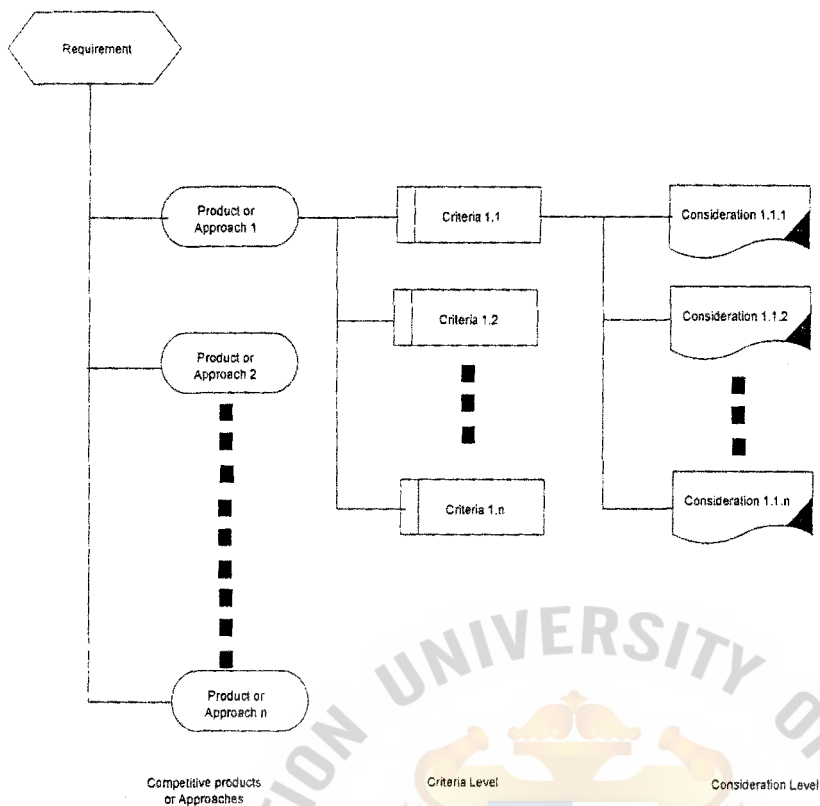 Requirement
Product or
Approach 1
Criteria 1.1
Consideration 1.1.1
Criteria 1.2
Consideration 1.1.2
Product or
Approach 2
Criteria 1.n
Consideration 1.1.n
Product or
Approach n
UNIVERSITY O
ION
Competitive products
or Approaches
Criteria Level
Consideration Level